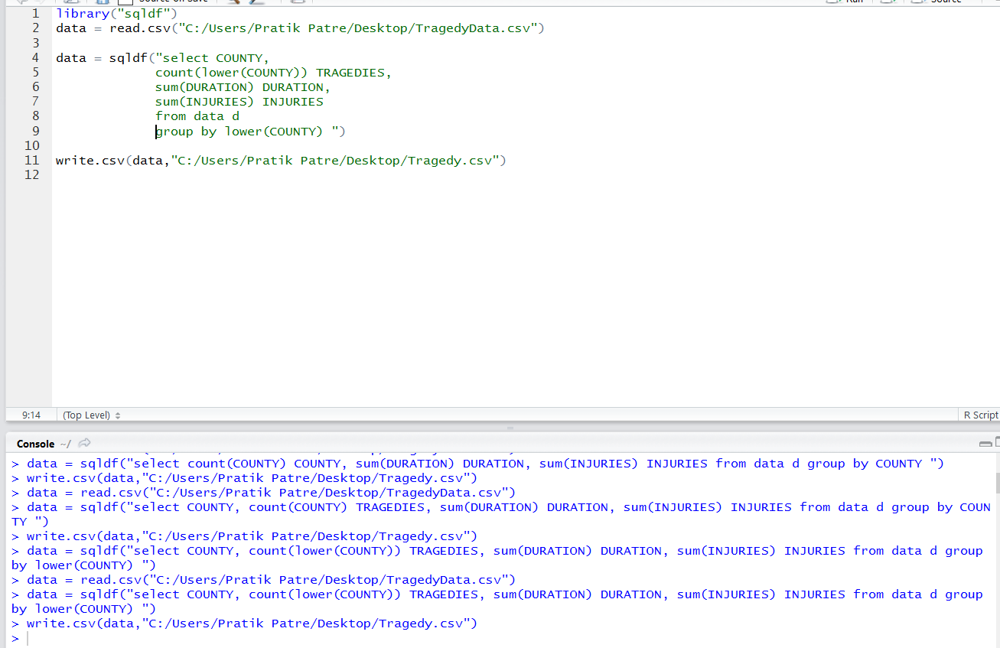 1 library("sqldf")
2 data = read.csv("C:/Users/Pratik Patre/Desktop/TragedyData.csv")
3
4 data = sqldf("select COUNTY,
5 count(lower(COUNTY)) TRAGEDIES,
6 sum(DURATION) DURATION,
7 sum(INJURIES) INJURIES
8 from data d
9 group by lower(COUNTY) ")
10
11 write.csv(data,"C:/Users/Pratik Patre/Desktop/Tragedy.csv")
12
9:14 (Top Level) R Script
Console ~/
> data = sqldf("select count(COUNTY) COUNTY, sum(DURATION) DURATION, sum(INJURIES) INJURIES from data d group by COUNTY ")
> write.csv(data,"C:/Users/Pratik Patre/Desktop/Tragedy.csv")
> data = read.csv("C:/Users/Pratik Patre/Desktop/TragedyData.csv")
> data = sqldf("select COUNTY, count(COUNTY) TRAGEDIES, sum(DURATION) DURATION, sum(INJURIES) INJURIES from data d group by COUN
TY ")
> write.csv(data,"C:/Users/Pratik Patre/Desktop/Tragedy.csv")
> data = sqldf("select COUNTY, count(lower(COUNTY)) TRAGEDIES, sum(DURATION) DURATION, sum(INJURIES) INJURIES from data d group
by lower(COUNTY) ")
> data = read.csv("C:/Users/Pratik Patre/Desktop/TragedyData.csv")
> data = sqldf("select COUNTY, count(lower(COUNTY)) TRAGEDIES, sum(DURATION) DURATION, sum(INJURIES) INJURIES from data d group
by lower(COUNTY) ")
> write.csv(data,"C:/Users/Pratik Patre/Desktop/Tragedy.csv")
>